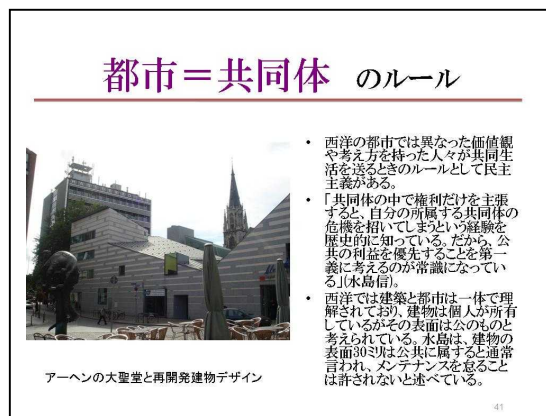 都市＝共同体 のルール
• 西洋の都市では異なった価値観
や考え方を持った人々が共同生
活を送るときのルールとして民主
主義がある。
• 「共同体の中で権利だけを主張
すると、自分の所属する共同体の
危機を招いてしまうという経験を
歴史的に知っている。だから、公
共の利益を優先することを第一
義に考えるのが常識になってい
る」(水島信)。
• 西洋では建築と都市は一体で理
解されており、建物は個人が所有
しているがその表面は公のものと
考えられている。水島は、建物の
表面30ミリは公共に属すると通常
言われ、メンテナンスを怠ること
は許されないと述べている。
アーヘンの大聖堂と再開発建物デザイン
41